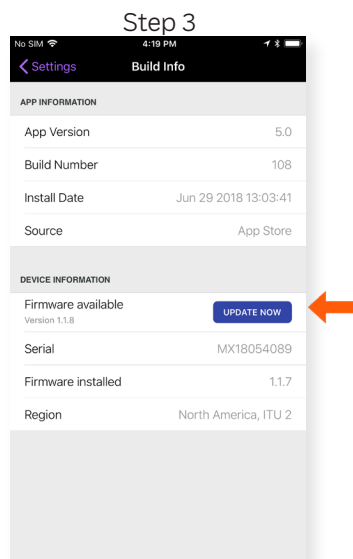 Step 3
No SIM 4:19 PM
Settings Build Info
APP INFORMATION
App Version 5.0
Build Number 108
Install Date Jun 29 2018 13:03:41
Source App Store
DEVICE INFORMATION
Firmware available
Version 1.1.8
UPDATE NOW
Serial MX18054089
Firmware installed 1.1.7
Region North America, ITU 2